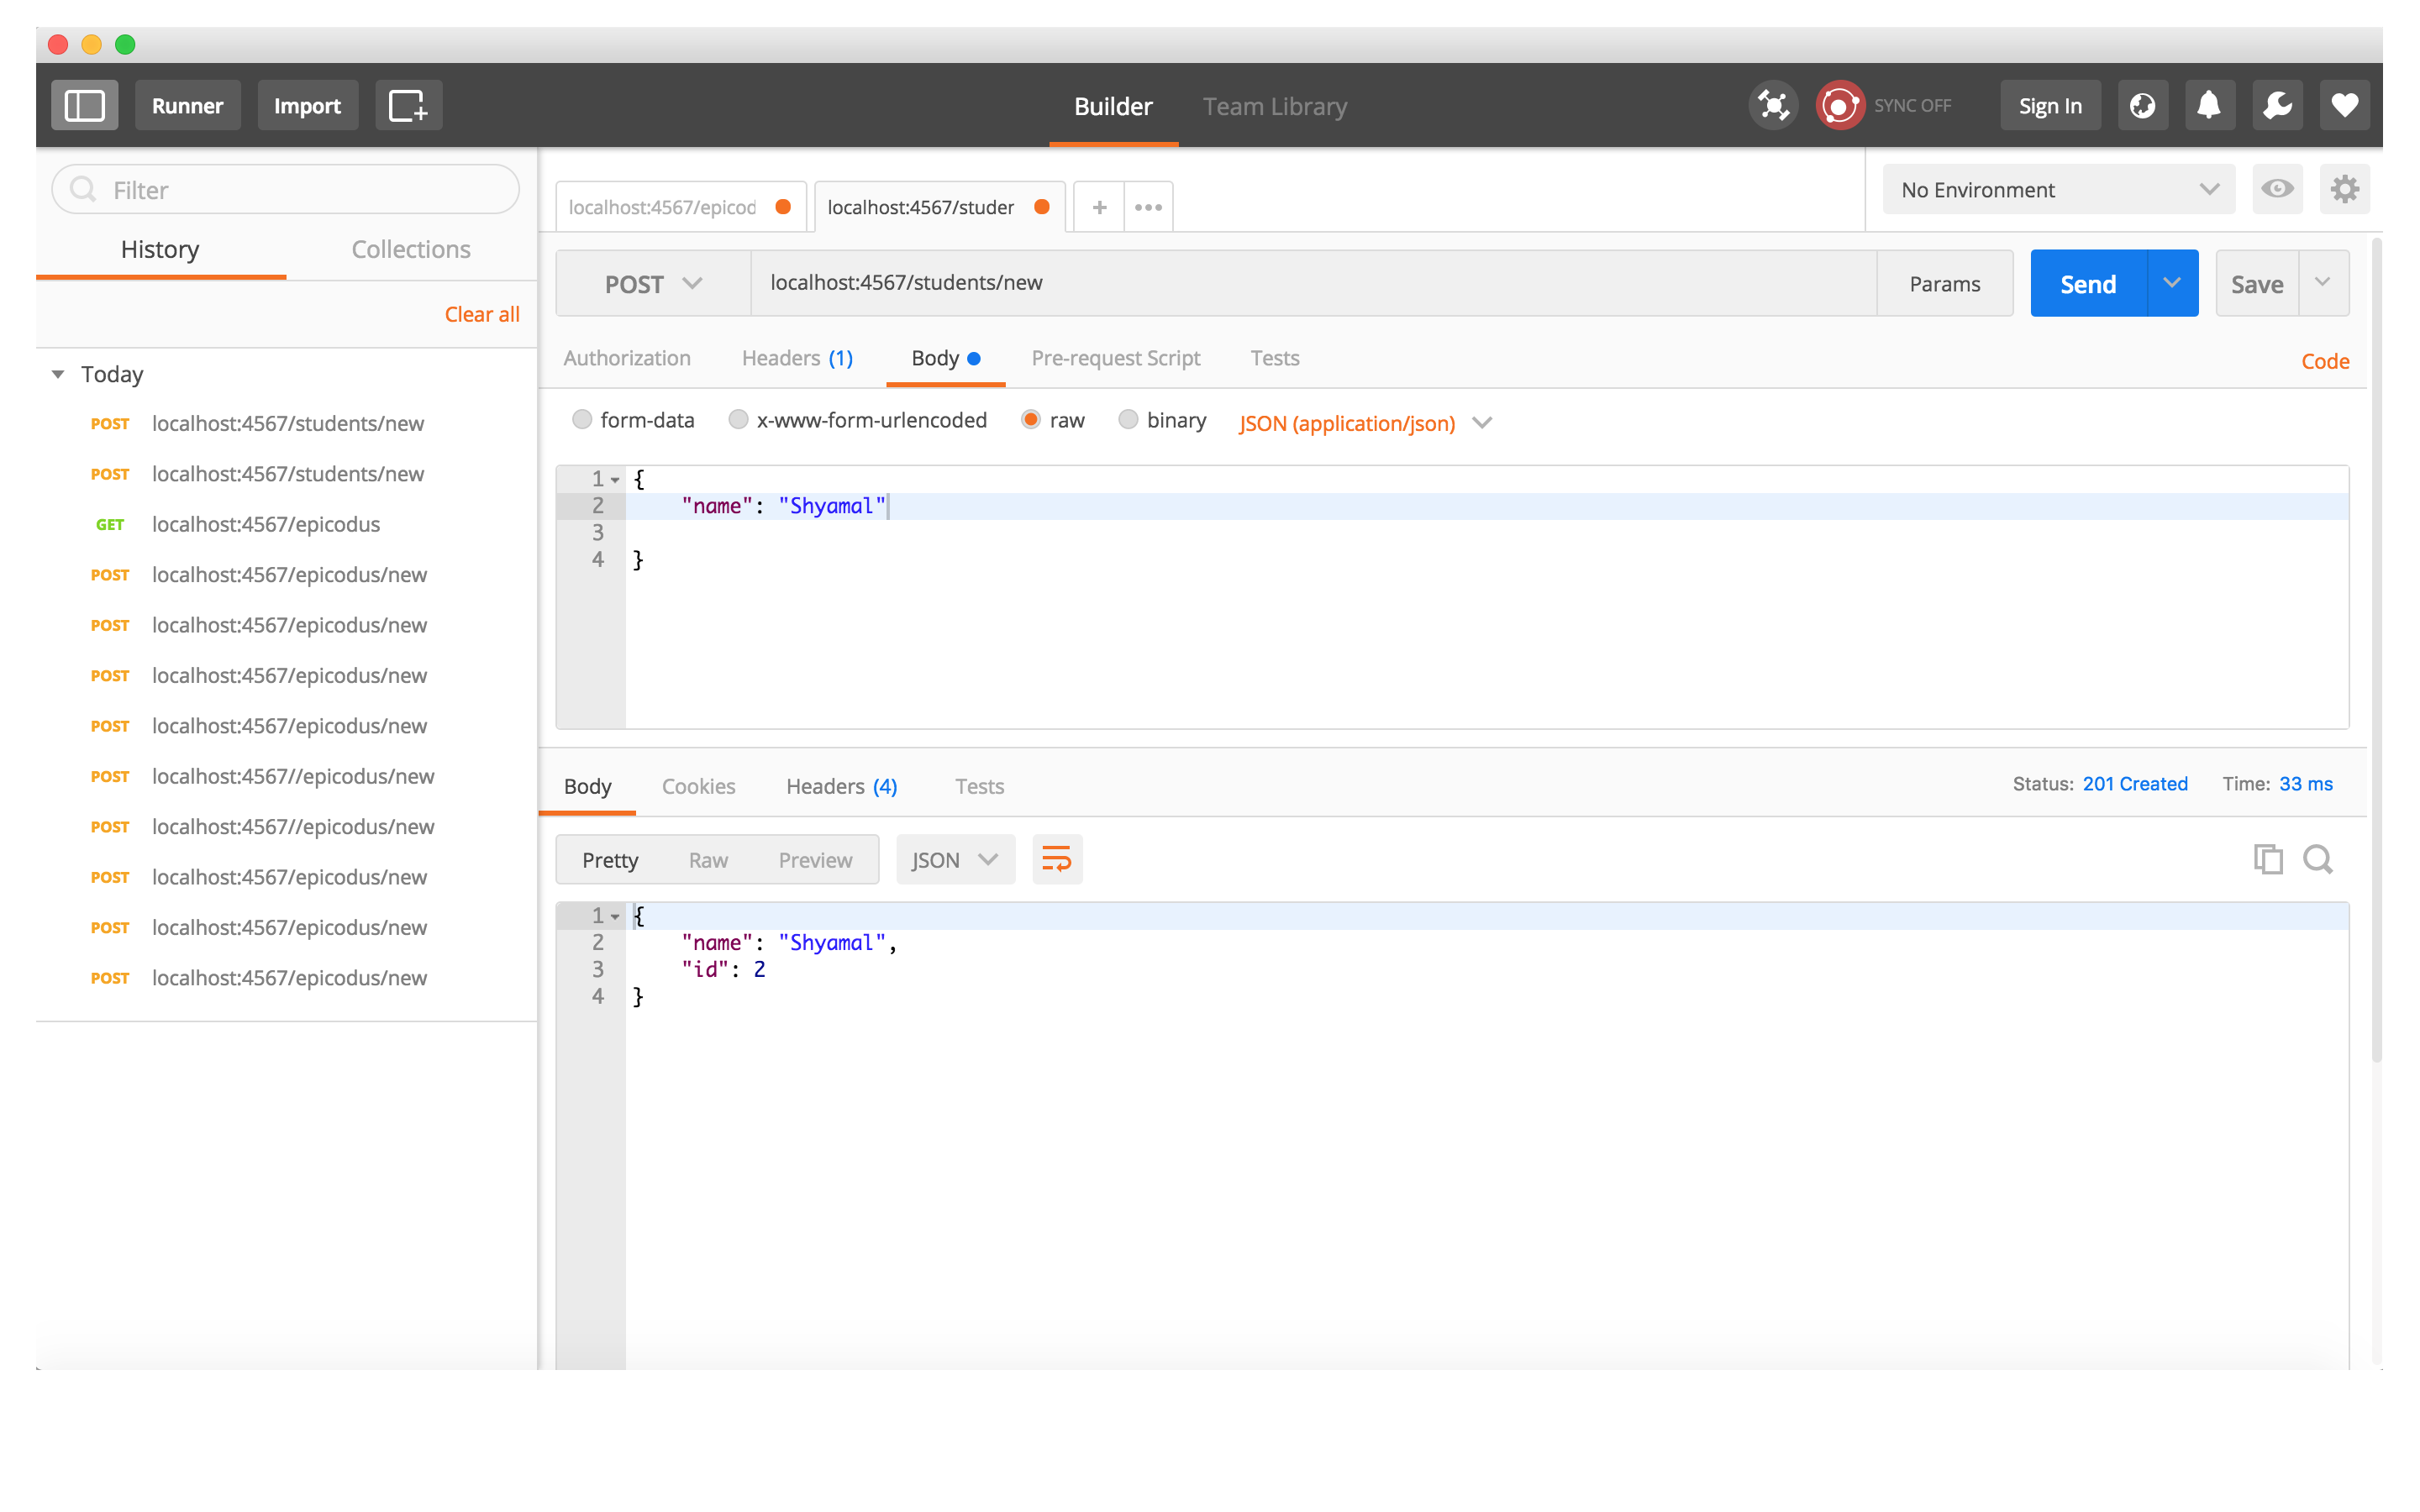 Runner Import Builder Team Library SYNC OFF Sign In
Filter
History Collections
Clear all
Today
POST localhost:4567/students/new
POST localhost:4567/students/new
GET localhost:4567/epicodus
POST localhost:4567/epicodus/new
POST localhost:4567/epicodus/new
POST localhost:4567/epicodus/new
POST localhost:4567/epicodus/new
POST localhost:4567//epicodus/new
POST localhost:4567//epicodus/new
POST localhost:4567/epicodus/new
POST localhost:4567/epicodus/new
POST localhost:4567/epicodus/new
localhost:4567/epicod localhost:4567/studer + ••• No Environment
POST localhost:4567/students/new Params Send Save
Authorization Headers (1) Body Pre-request Script Tests Code
form-data x-www-form-urlencoded raw binary JSON (application/json)
1 {
2 "name": "Shyamal"
3
4 }
Body Cookies Headers (4) Tests Status: 201 Created Time: 33 ms
Pretty Raw Preview JSON
1 {
2 "name": "Shyamal",
3 "id": 2
4 }